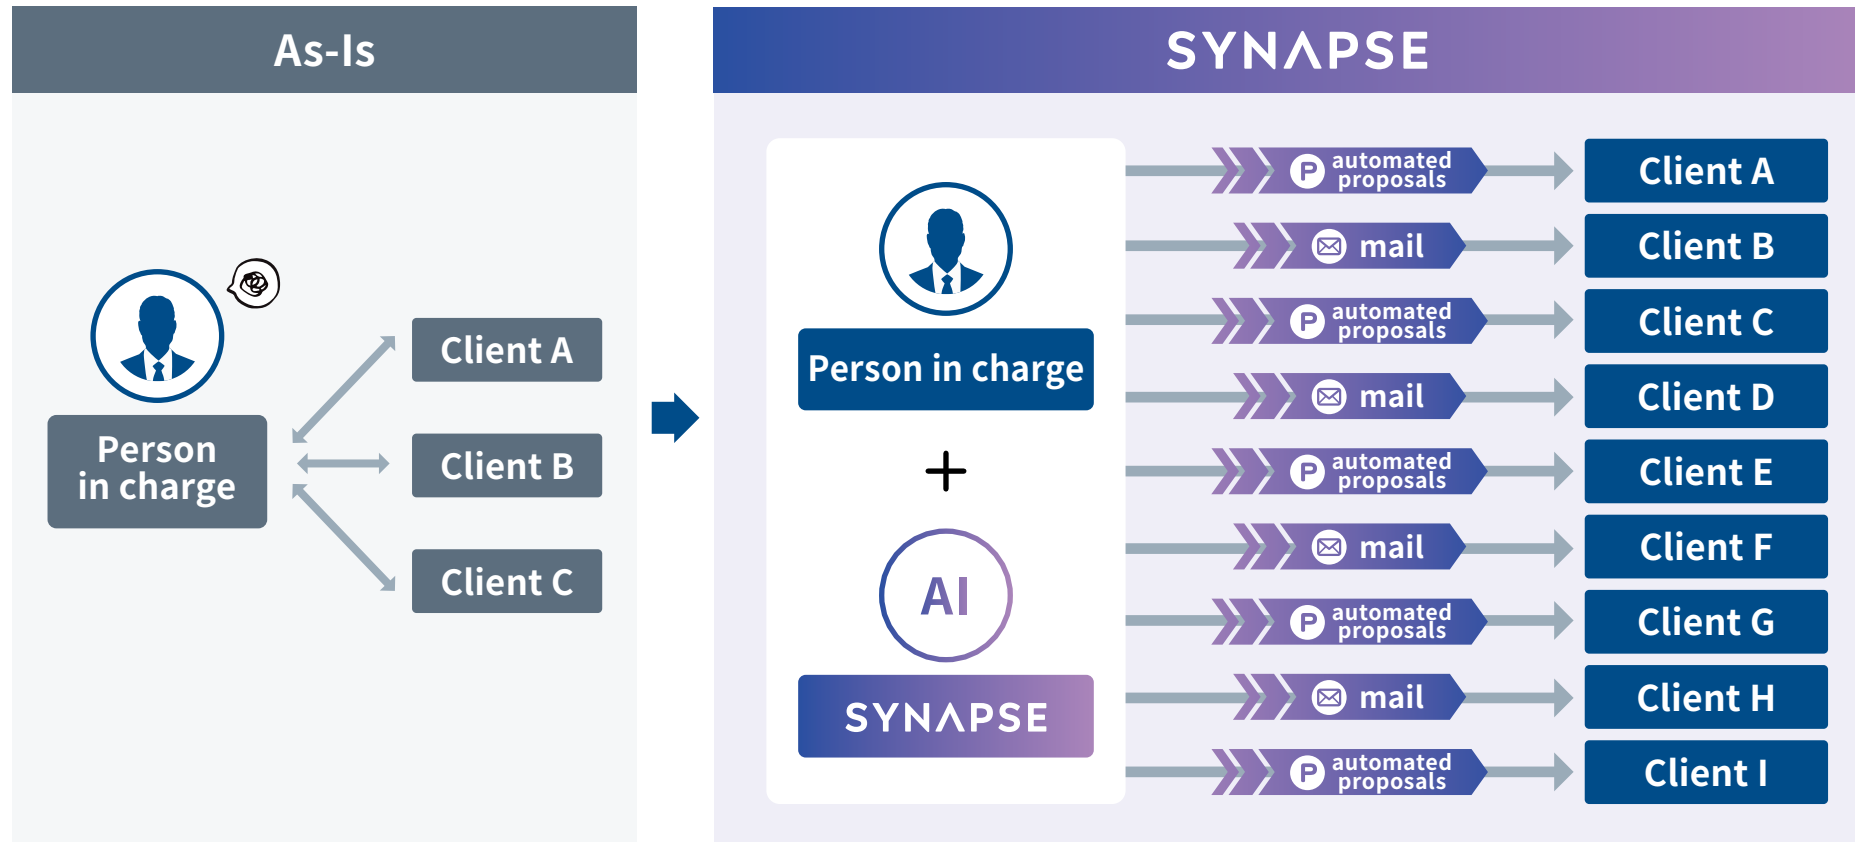 As-Is
Person
in charge
Client A
Client B
Client C
SYNAPSE
Person in charge
+
AI
SYNAPSE
P automated
proposals
Client A
mail
Client B
P automated
proposals
Client C
mail
Client D
P automated
proposals
Client E
mail
Client F
P automated
proposals
Client G
mail
Client H
P automated
proposals
Client I